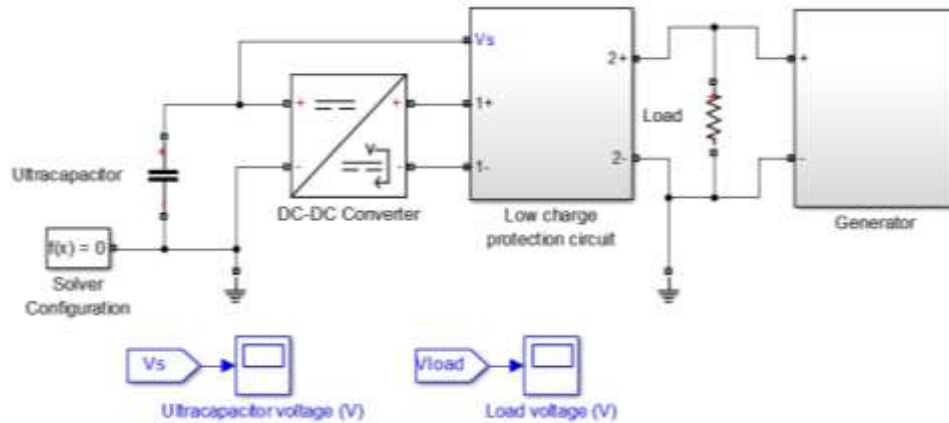 Vs
2+
+
+
+
1+
Load
+
-
-
1-
2-
-
V
Ultracapacitor
DC-DC Converter
Low charge
protection circuit
Generator
f(x) = 0
Solver
Configuration
Vs
Vload
Ultracapacitor voltage (V)
Load voltage (V)